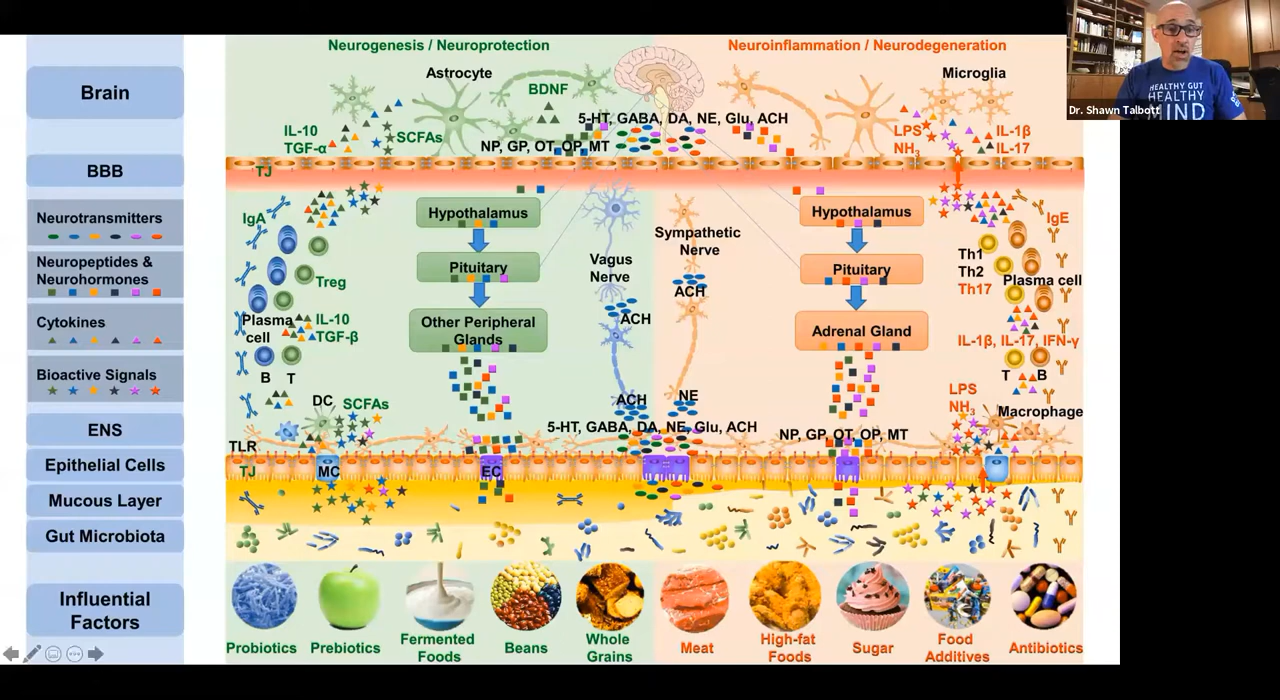 Neurogenesis / Neuroprotection
Neuroinflammation / Neurodegeneration
Dr. Shawn Talbott
HEALTHY GUT
HEALTHY
MIND
Brain
BBB
Neurotransmitters
Neuropeptides &
Neurohormones
Cytokines
Bioactive Signals
ENS
Epithelial Cells
Mucous Layer
Gut Microbiota
Influential
Factors
Astrocyte
BDNF
Microglia
IL-10
TGF-α
SCFAs
5-HT, GABA, DA, NE, Glu, ACH
NP, GP, OT, OP, MT
LPS
NH3
IL-1β
IL-17
TJ
IgA
Treg
Plasma
cell
IL-10
TGF-β
B
T
DC
SCFAs
TLR
TJ
MC
Hypothalamus
Pituitary
Other Peripheral
Glands
EC
Vagus
Nerve
ACH
ACH
Sympathetic
Nerve
ACH
NE
5-HT, GABA, DA, NE, Glu, ACH
Hypothalamus
Pituitary
Adrenal Gland
NP, GP, OT, OP, MT
IgE
Th1
Th2
Th17
Plasma cell
IL-1β, IL-17, IFN-γ
T
B
LPS
NH3
Macrophage
Probiotics
Prebiotics
Fermented
Foods
Beans
Whole
Grains
Meat
High-fat
Foods
Sugar
Food
Additives
Antibiotics